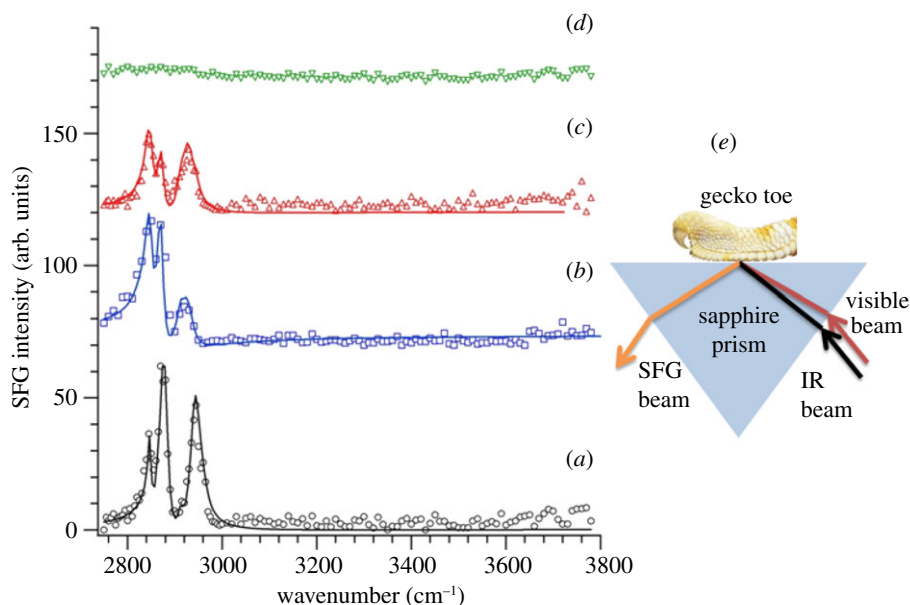 (d)
(c)
(b)
(a)
150
100
50
0
SFG intensity (arb. units)
2800 3000 3200 3400 3600 3800
wavenumber (cm⁻¹)
(e)
gecko toe
sapphire
prism
visible
beam
SFG
beam
IR
beam